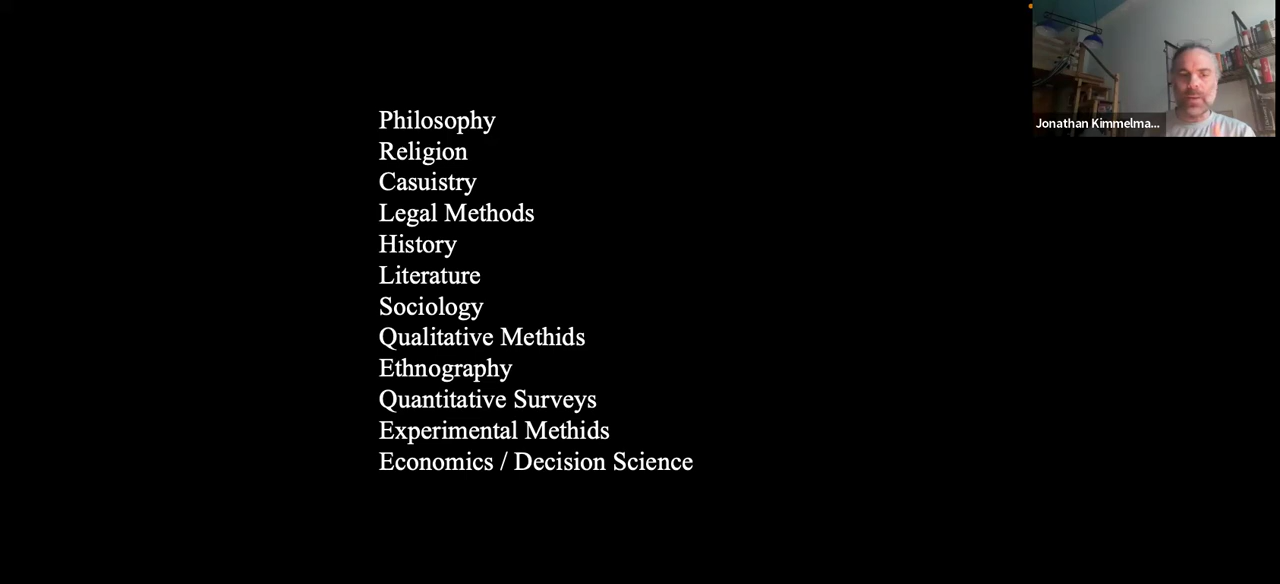 Philosophy
Religion
Casuistry
Legal Methods
History
Literature
Sociology
Qualitative Methids
Ethnography
Quantitative Surveys
Experimental Methids
Economics / Decision Science
Jonathan Kimmelma...